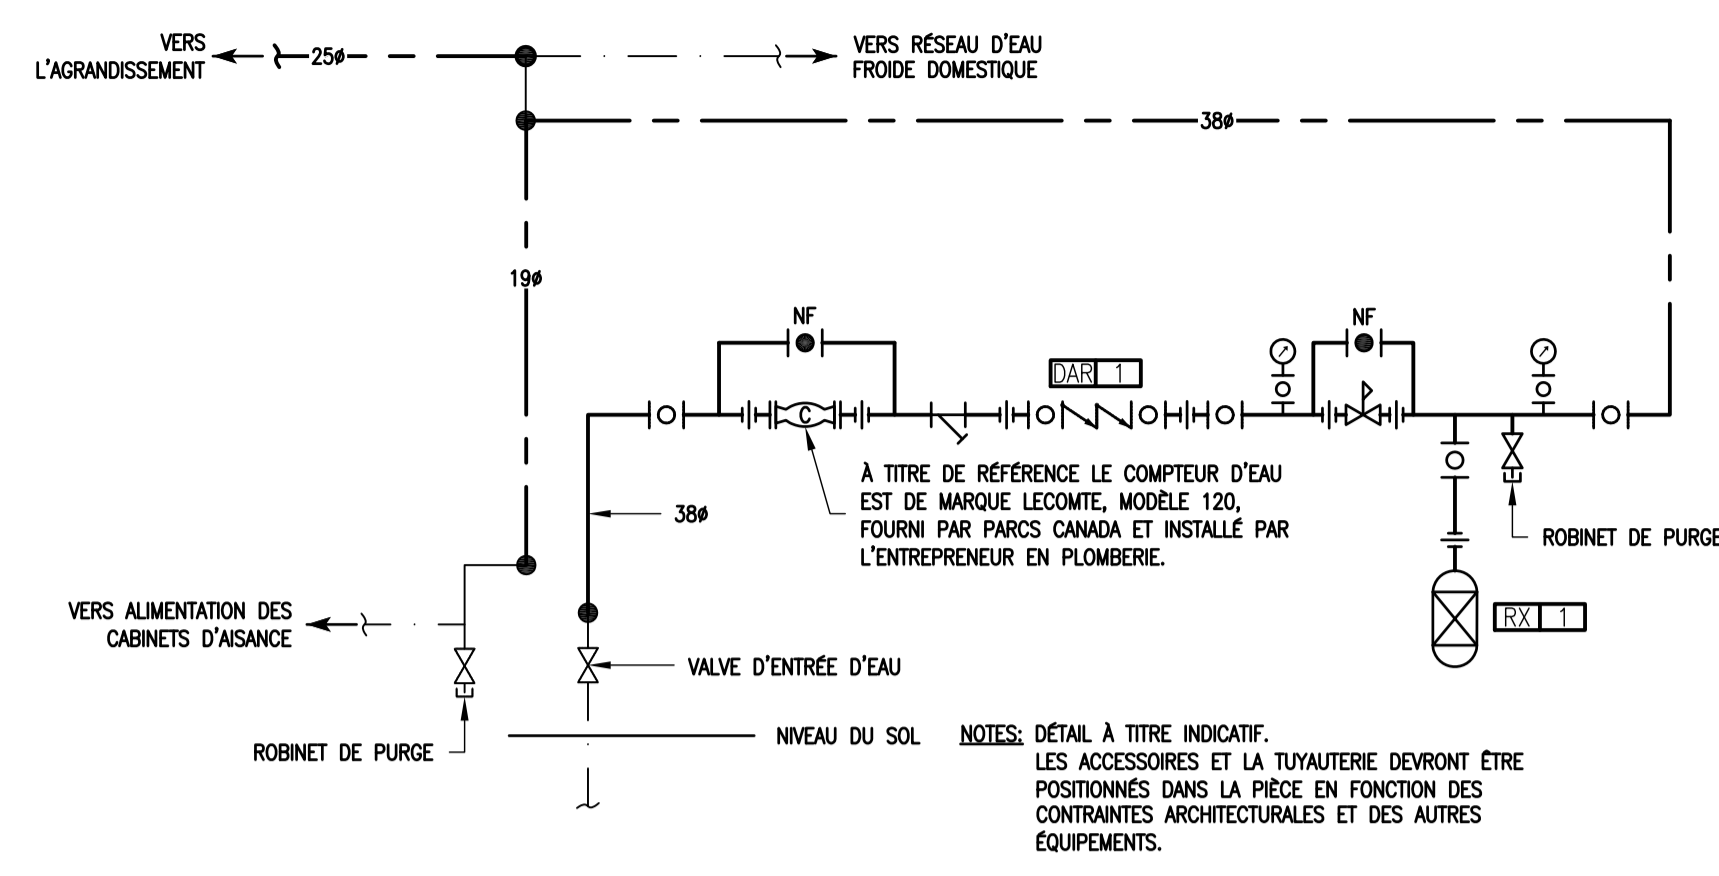 VERS
L'AGRANDISSEMENT
25ø
VERS RÉSEAU D'EAU
FROIDE DOMESTIQUE
38ø
19ø
NF
NF
DAR 1
C
À TITRE DE RÉFÉRENCE LE COMPTEUR D'EAU
EST DE MARQUE LECOMTE, MODÈLE 120,
FOURNI PAR PARCS CANADA ET INSTALLÉ PAR
L'ENTREPRENEUR EN PLOMBERIE.
38ø
ROBINET DE PURGE
VERS ALIMENTATION DES
CABINETS D'AISANCE
RX 1
VALVE D'ENTRÉE D'EAU
ROBINET DE PURGE
NIVEAU DU SOL
NOTES: DÉTAIL À TITRE INDICATIF.
LES ACCESSOIRES ET LA TUYAUTERIE DEVRONT ÊTRE
POSITIONNÉS DANS LA PIÈCE EN FONCTION DES
CONTRAINTES ARCHITECTURALES ET DES AUTRES
ÉQUIPEMENTS.